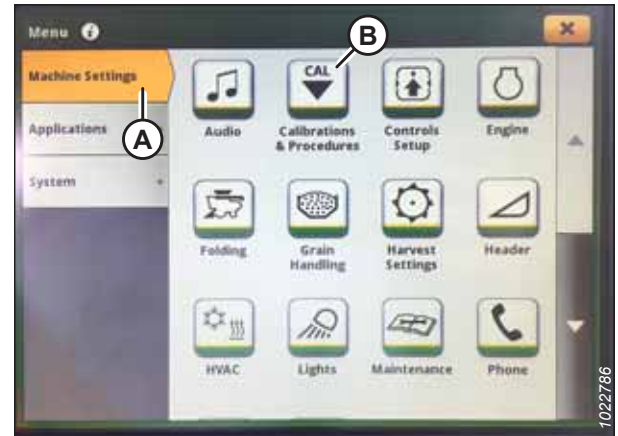 Menu i
B
Machine Settings
A
Applications
System
CAL
Audio
Calibrations
& Procedures
Controls
Setup
Engine
Folding
Grain
Handling
Harvest
Settings
Header
HVAC
Lights
Maintenance
Phone
1022786